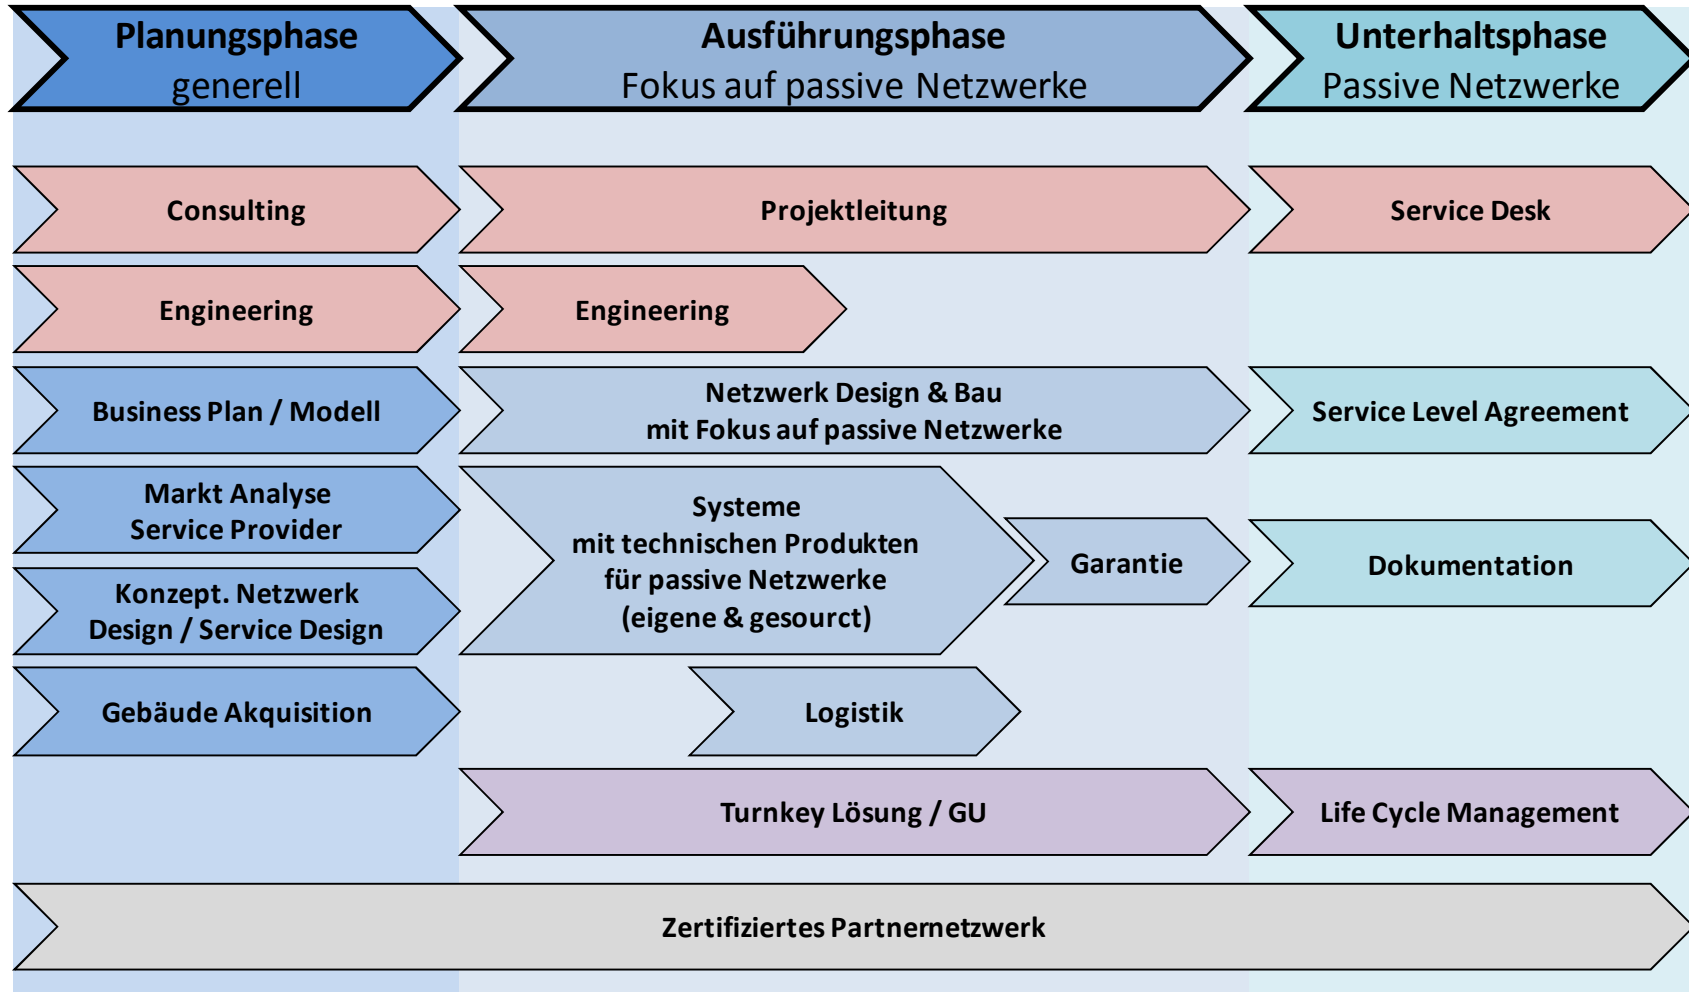 Planungsphase
generell
Ausführungsphase
Fokus auf passive Netzwerke
Unterhaltsphase
Passive Netzwerke
Consulting
Projektleitung
Service Desk
Engineering
Engineering
Business Plan / Modell
Netzwerk Design & Bau
mit Fokus auf passive Netzwerke
Service Level Agreement
Markt Analyse
Service Provider
Systeme
mit technischen Produkten
für passive Netzwerke
(eigene & gesourct)
Garantie
Dokumentation
Konzept. Netzwerk
Design / Service Design
Gebäude Akquisition
Logistik
Turnkey Lösung / GU
Life Cycle Management
Zertifiziertes Partnernetzwerk